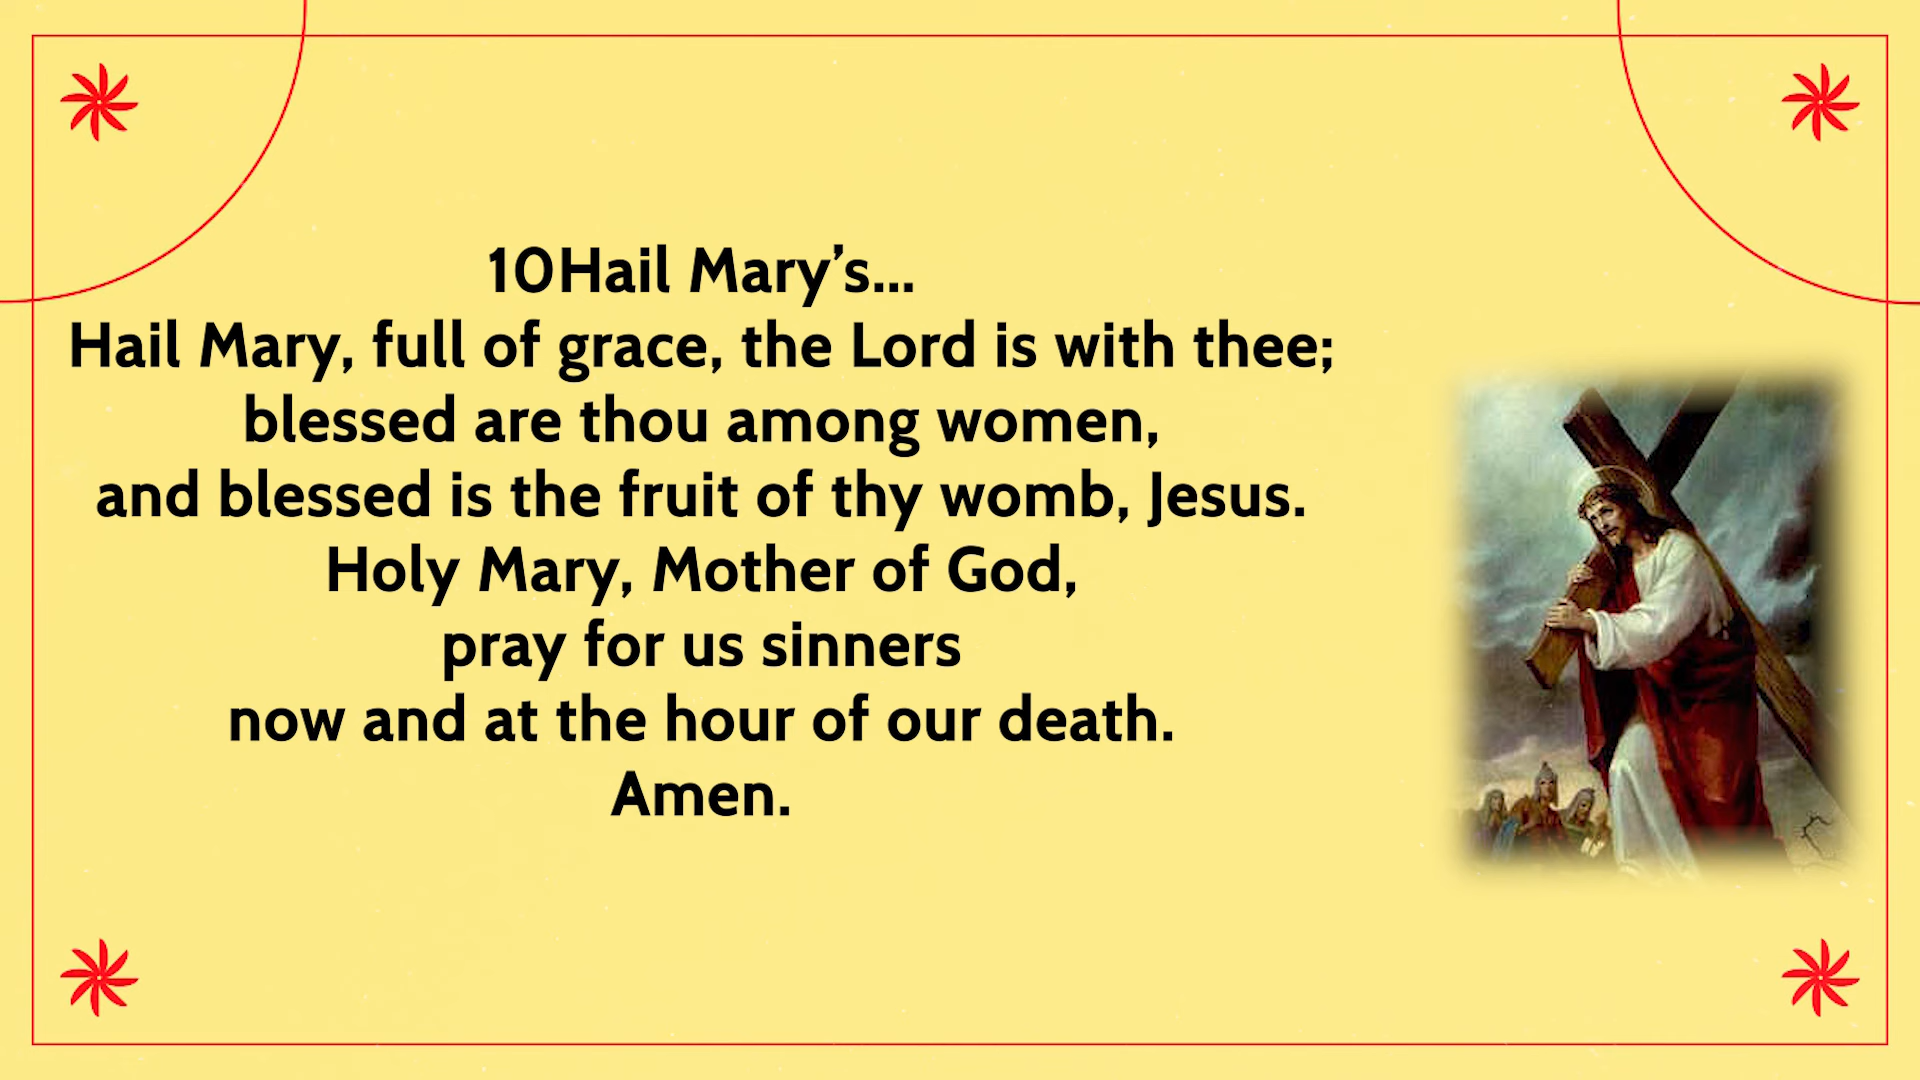 10Hail Mary’s...
Hail Mary, full of grace, the Lord is with thee;
blessed are thou among women,
and blessed is the fruit of thy womb, Jesus.
Holy Mary, Mother of God,
pray for us sinners
now and at the hour of our death.
Amen.